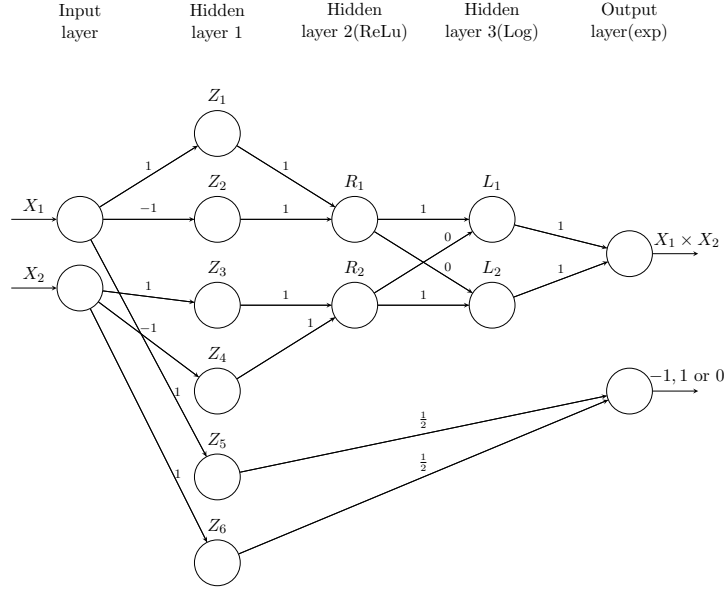 Input
layer
Hidden
layer 1
Hidden
layer 2(ReLu)
Hidden
layer 3(Log)
Output
layer(exp)
Z₁
1
1
Z₂
R₁
L₁
X₁
−1
1
1
1
X₁ × X₂
0
X₂
Z₃
R₂
0
L₂
1
1
1
1
−1
1
Z₄
−1, 1 or 0
1
½
Z₅
½
1
Z₆